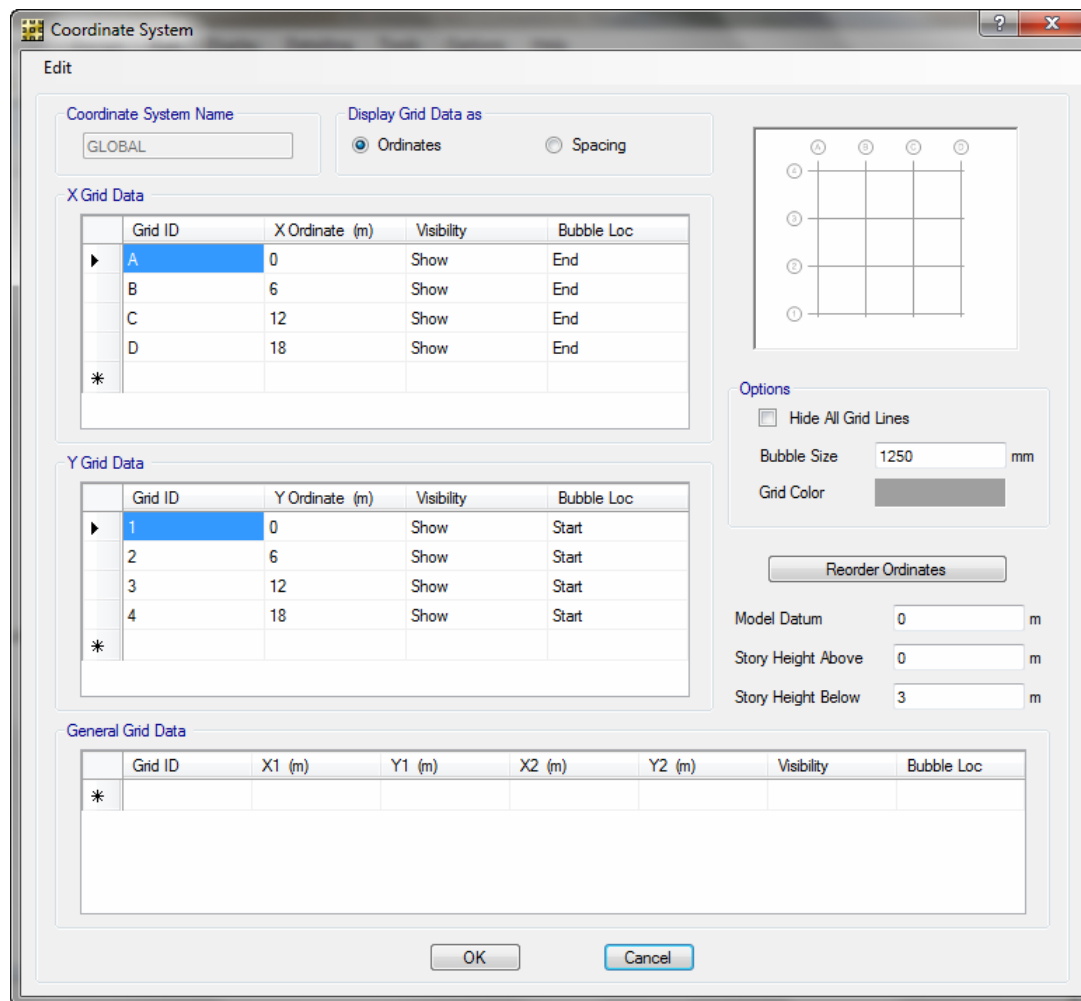 Coordinate System
?
X
Edit
Coordinate System Name
GLOBAL
Display Grid Data as
Ordinates Spacing
X Grid Data
Grid ID X Ordinate (m) Visibility Bubble Loc
A 0 Show End
B 6 Show End
C 12 Show End
D 18 Show End
*
A B C D
4
3
2
1
Options
Hide All Grid Lines
Bubble Size 1250 mm
Grid Color
Y Grid Data
Grid ID Y Ordinate (m) Visibility Bubble Loc
1 0 Show Start
2 6 Show Start
3 12 Show Start
4 18 Show Start
*
Reorder Ordinates
Model Datum 0 m
Story Height Above 0 m
Story Height Below 3 m
General Grid Data
Grid ID X1 (m) Y1 (m) X2 (m) Y2 (m) Visibility Bubble Loc
*
OK Cancel